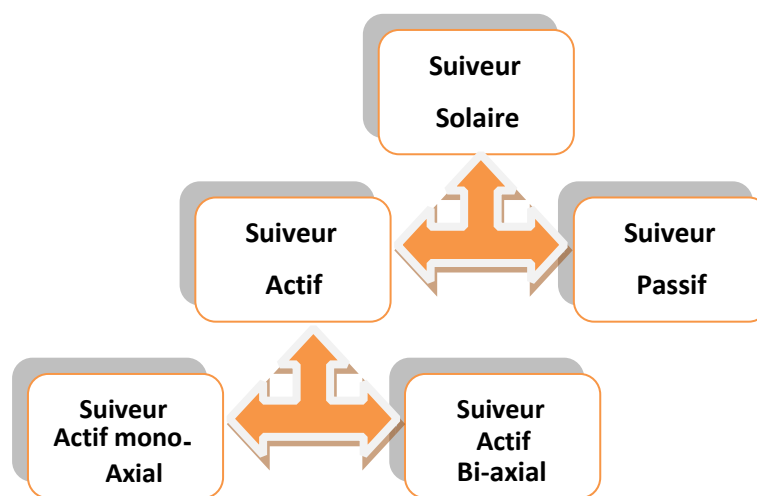 Suiveur
Solaire
Suiveur
Actif
Suiveur
Passif
Suiveur
Actif mono-
Axial
Suiveur
Actif
Bi-axial